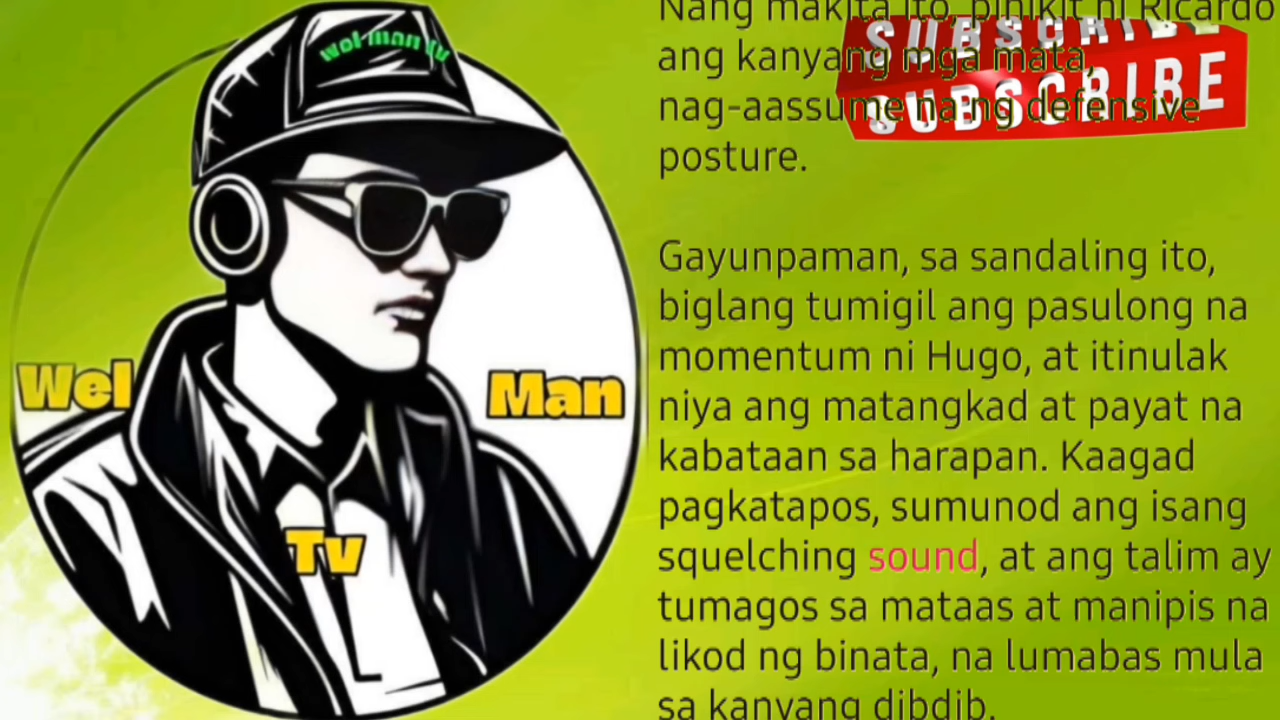 wel man tv
Wel
Man
Tv
SUBSCRIBE
SUBSCRIBE
Nang makita ito, pinikit ni Ricardo
ang kanyang mga mata,
nag-aassume na ng defensive
posture.
Gayunpaman, sa sandaling ito,
biglang tumigil ang pasulong na
momentum ni Hugo, at itinulak
niya ang matangkad at payat na
kabataan sa harapan. Kaagad
pagkatapos, sumunod ang isang
squelching sound, at ang talim ay
tumagos sa mataas at manipis na
likod ng binata, na lumabas mula
sa kanyang dibdib.